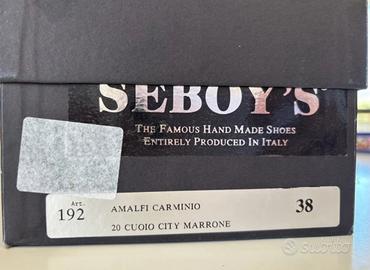 SEBOY'S
THE FAMOUS HAND MADE SHOES
ENTIRELY PRODUCED IN ITALY
Art.
192
AMALFI CARMINIO
38
20 CUOIO CITY MARRONE
subito